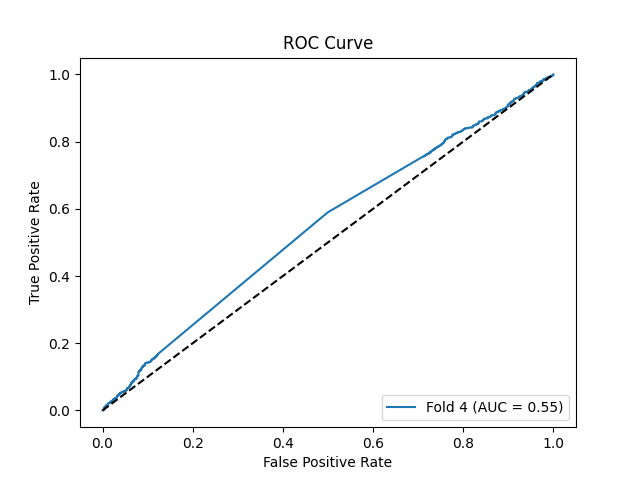 ROC Curve
True Positive Rate
1.0
0.8
0.6
0.4
0.2
0.0
Fold 4 (AUC = 0.55)
0.0 0.2 0.4 0.6 0.8 1.0
False Positive Rate